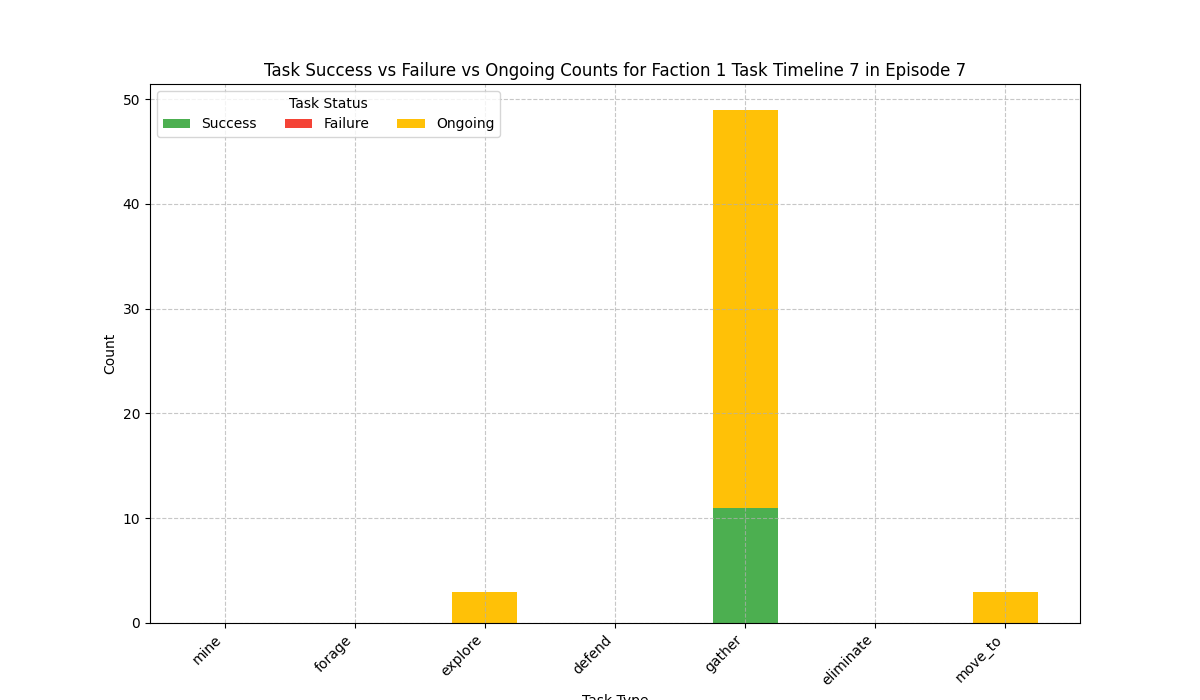 Task Success vs Failure vs Ongoing Counts for Faction 1 Task Timeline 7 in Episode 7
Task Status
Success Failure Ongoing
50
40
30
20
10
0
Count
mine forage explore defend gather eliminate move_to
Task Type